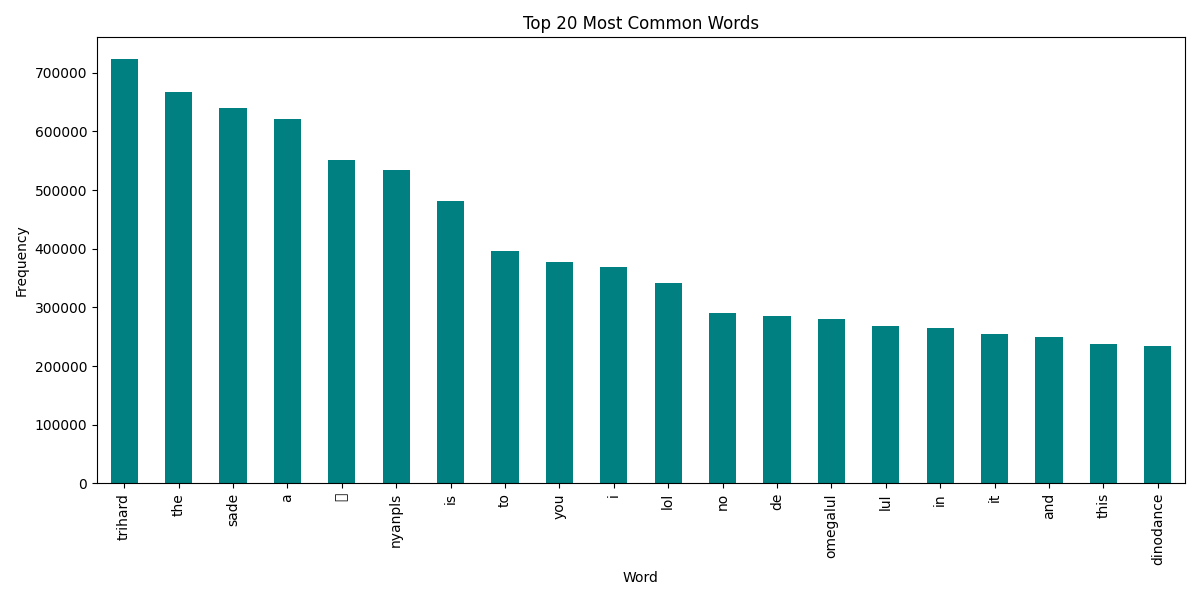 Top 20 Most Common Words
700000
600000
500000
400000
300000
200000
100000
0
Frequency
trihard
the
sade
a
nyanpls
is
to
you
i
lol
no
de
omegalul
lul
in
it
and
this
dinodance
Word